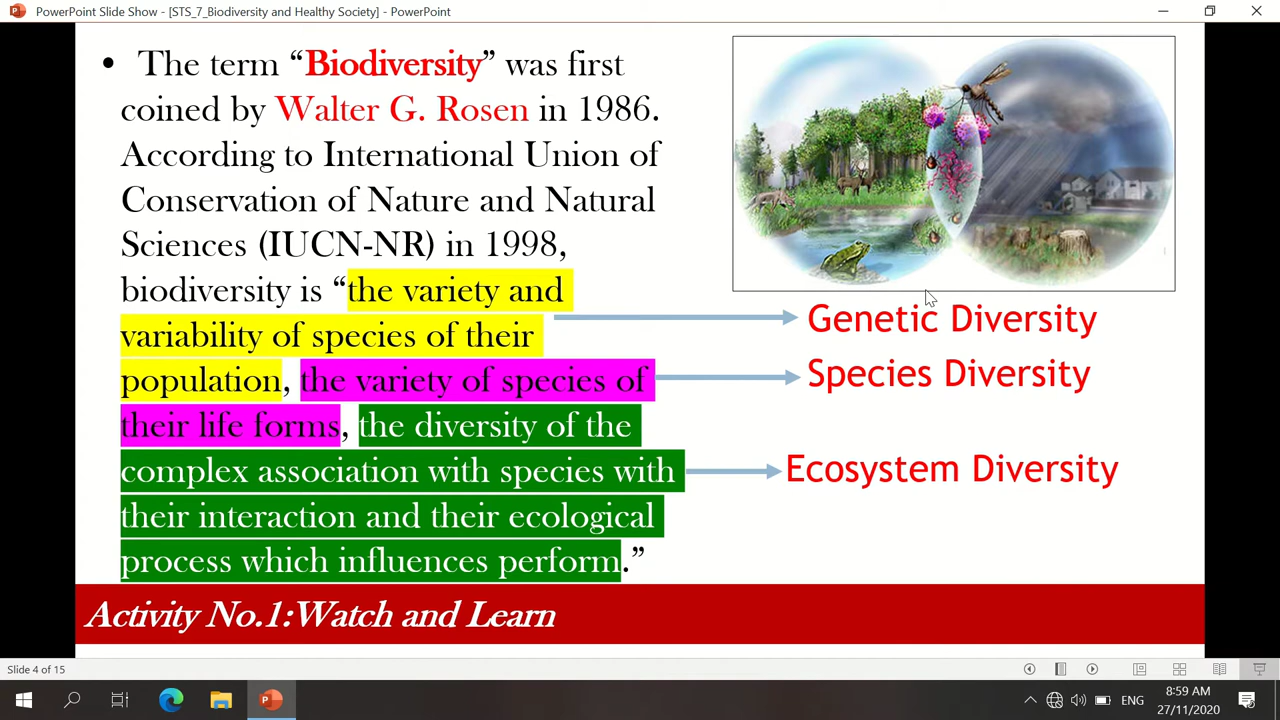 PowerPoint Slide Show - [STS_7_Biodiversity and Healthy Society] - PowerPoint
• The term “Biodiversity” was first
coined by Walter G. Rosen in 1986.
According to International Union of
Conservation of Nature and Natural
Sciences (IUCN-NR) in 1998,
biodiversity is “the variety and
variability of species of their
population, the variety of species of
their life forms, the diversity of the
complex association with species with
their interaction and their ecological
process which influences perform.”
Genetic Diversity
Species Diversity
Ecosystem Diversity
Activity No.1:Watch and Learn
Slide 4 of 15
ENG
8:59 AM
27/11/2020